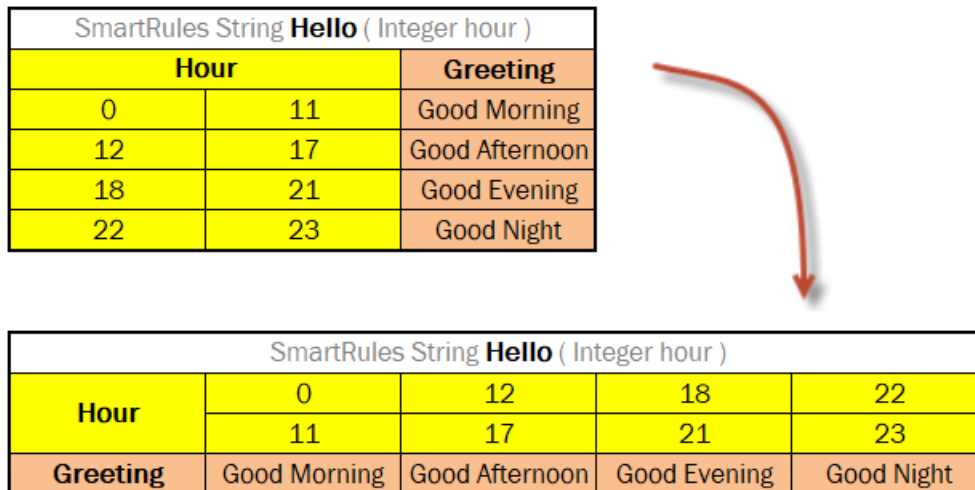 SmartRules String Hello ( Integer hour )
Hour Greeting
0 11 Good Morning
12 17 Good Afternoon
18 21 Good Evening
22 23 Good Night
SmartRules String Hello ( Integer hour )
Hour 0 12 18 22
11 17 21 23
Greeting Good Morning Good Afternoon Good Evening Good Night